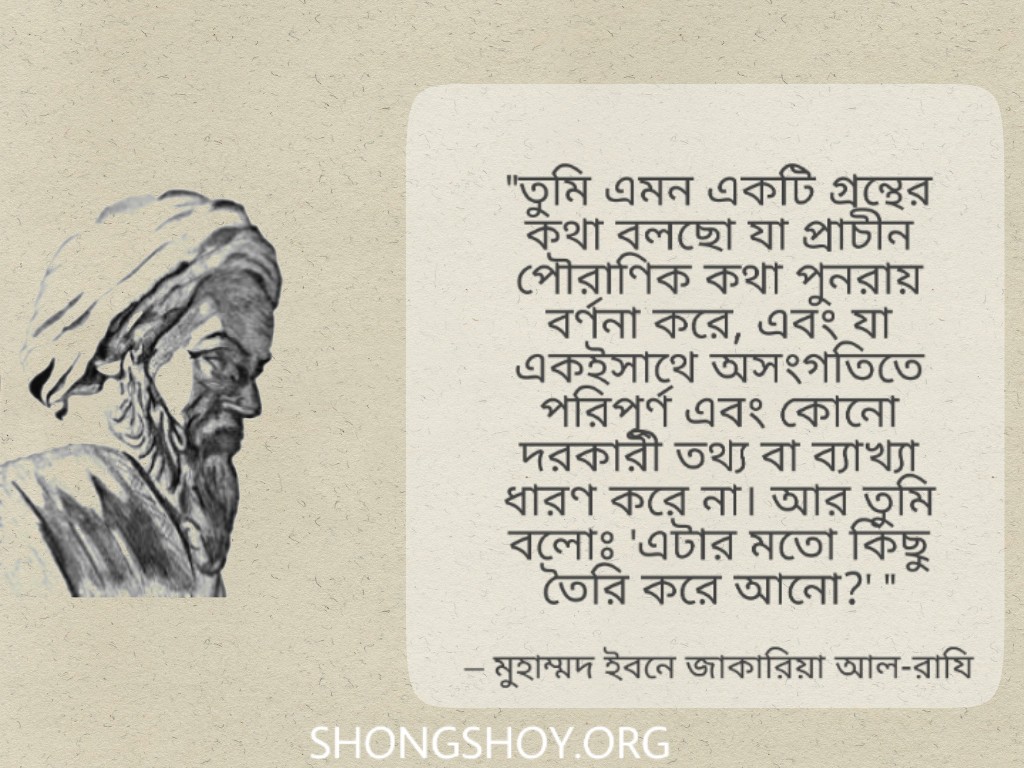 "তুমি এমন একটি গ্রন্থের
কথা বলছো যা প্রাচীন
পৌরাণিক কথা পুনরায়
বর্ণনা করে, এবং যা
একইসাথে অসংগতিতে
পরিপূর্ণ এবং কোনো
দরকারী তথ্য বা ব্যাখ্যা
ধারণ করে না। আর তুমি
বলোঃ 'এটার মতো কিছু
তৈরি করে আনো?' "
– মুহাম্মদ ইবনে জাকারিয়া আল-রাযি
SHONGSHOY.ORG